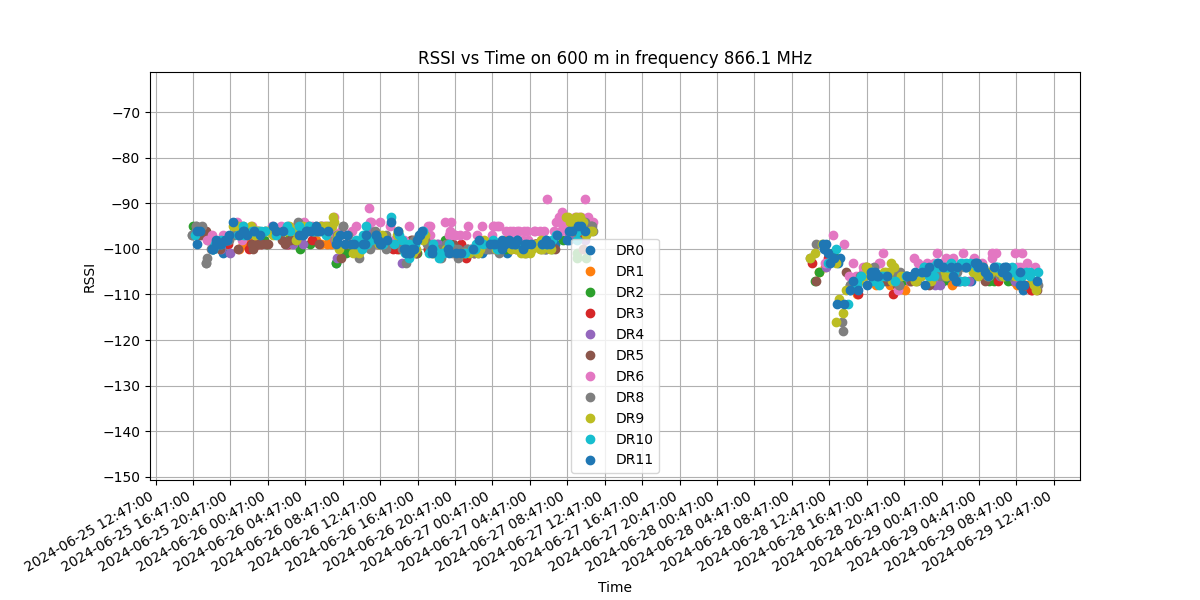 RSSI vs Time on 600 m in frequency 866.1 MHz
RSSI
−70
−80
−90
−100
−110
−120
−130
−140
−150
DR0
DR1
DR2
DR3
DR4
DR5
DR6
DR8
DR9
DR10
DR11
2024-06-25 12:47:00
2024-06-25 16:47:00
2024-06-25 20:47:00
2024-06-26 00:47:00
2024-06-26 04:47:00
2024-06-26 08:47:00
2024-06-26 12:47:00
2024-06-26 16:47:00
2024-06-26 20:47:00
2024-06-27 00:47:00
2024-06-27 04:47:00
2024-06-27 08:47:00
2024-06-27 12:47:00
2024-06-27 16:47:00
2024-06-27 20:47:00
2024-06-28 00:47:00
2024-06-28 04:47:00
2024-06-28 08:47:00
2024-06-28 12:47:00
2024-06-28 16:47:00
2024-06-28 20:47:00
2024-06-29 00:47:00
2024-06-29 04:47:00
2024-06-29 08:47:00
2024-06-29 12:47:00
Time